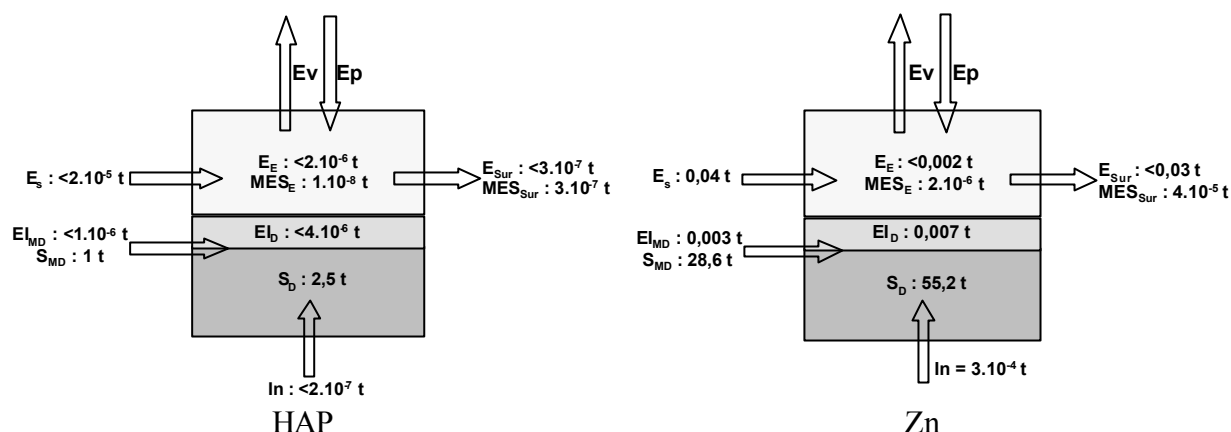 Ev Ep
E_E : <2.10⁻⁶ t
MES_E : 1.10⁻⁸ t
E_s : <2.10⁻⁵ t
E_Sur : <3.10⁻⁷ t
MES_Sur : 3.10⁻⁷ t
EI_MD : <1.10⁻⁶ t
S_MD : 1 t
EI_D : <4.10⁻⁶ t
S_D : 2,5 t
In : <2.10⁻⁷ t
HAP
Ev Ep
E_E : <0,002 t
MES_E : 2.10⁻⁶ t
E_s : 0,04 t
E_Sur : <0,03 t
MES_Sur : 4.10⁻⁵ t
EI_MD : 0,003 t
S_MD : 28,6 t
EI_D : 0,007 t
S_D : 55,2 t
In = 3.10⁻⁴ t
Zn